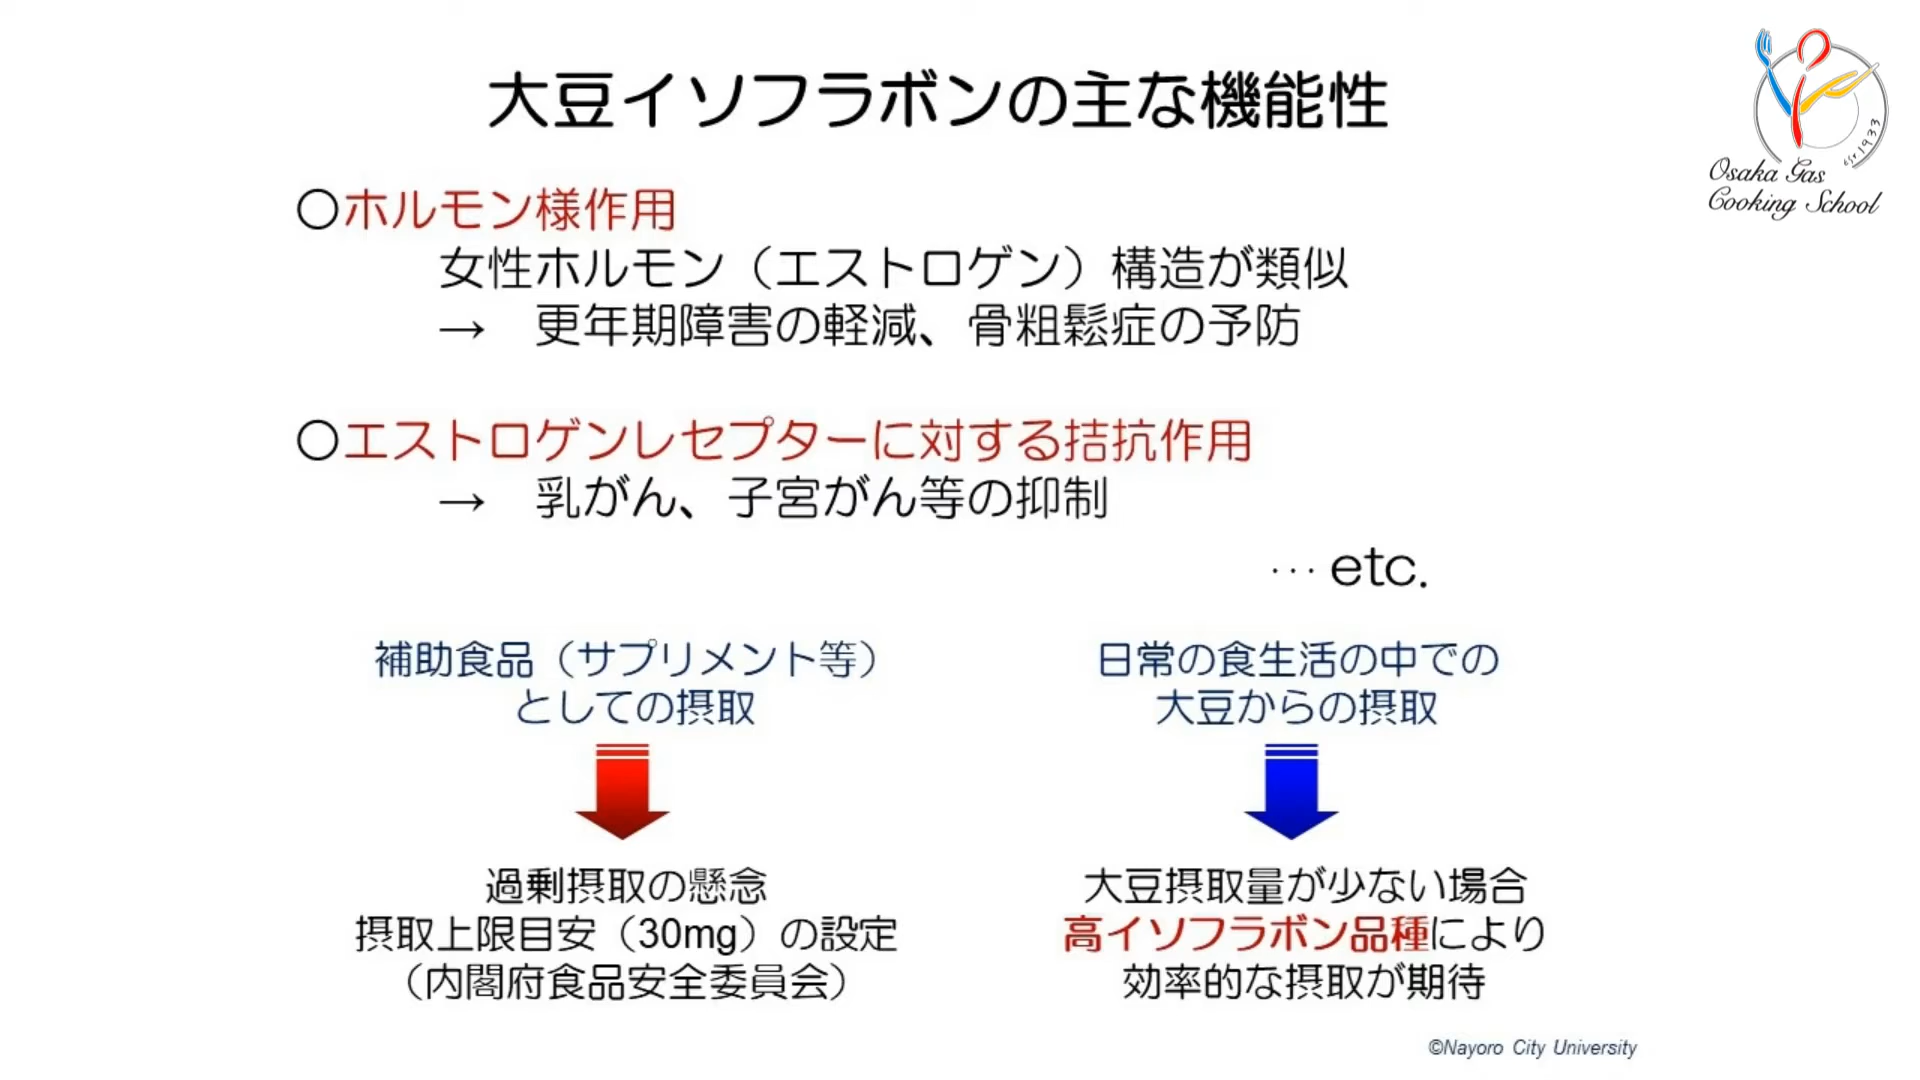 大豆イソフラボンの主な機能性
Est.1933
Osaka Gas
Cooking School
○ホルモン様作用
女性ホルモン（エストロゲン）構造が類似
→　更年期障害の軽減、骨粗鬆症の予防
○エストロゲンレセプターに対する拮抗作用
→　乳がん、子宮がん等の抑制
… etc.
補助食品（サプリメント等）
としての摂取
過剰摂取の懸念
摂取上限目安（30mg）の設定
（内閣府食品安全委員会）
日常の食生活の中での
大豆からの摂取
大豆摂取量が少ない場合
高イソフラボン品種により
効率的な摂取が期待
©Nayoro City University